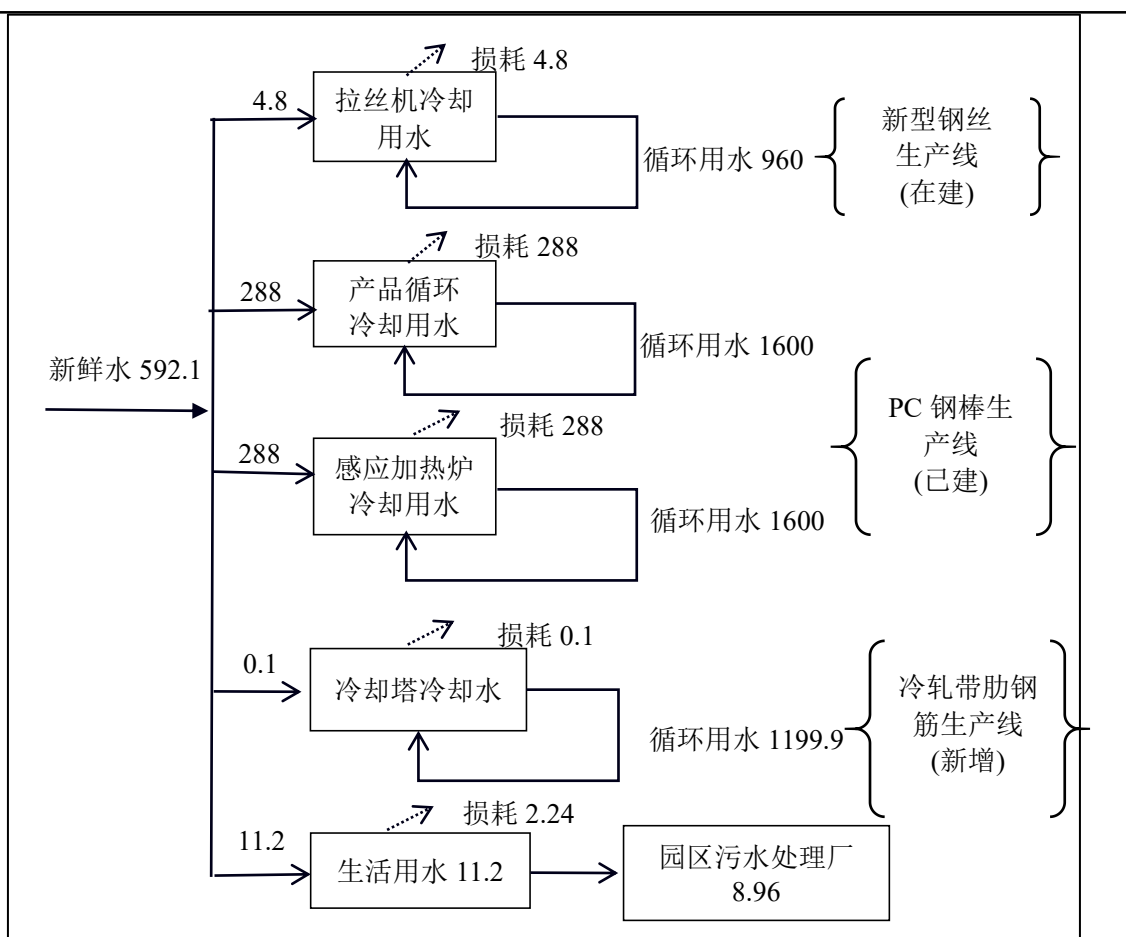 损耗 4.8
4.8
拉丝机冷却
用水
循环用水 960
新型钢丝
生产线
(在建)
损耗 288
288
产品循环
冷却用水
循环用水 1600
新鲜水 592.1
损耗 288
288
感应加热炉
冷却用水
循环用水 1600
PC 钢棒生
产线
(已建)
损耗 0.1
0.1
冷却塔冷却水
循环用水 1199.9
冷轧带肋钢
筋生产线
(新增)
损耗 2.24
11.2
生活用水 11.2
园区污水处理厂
8.96